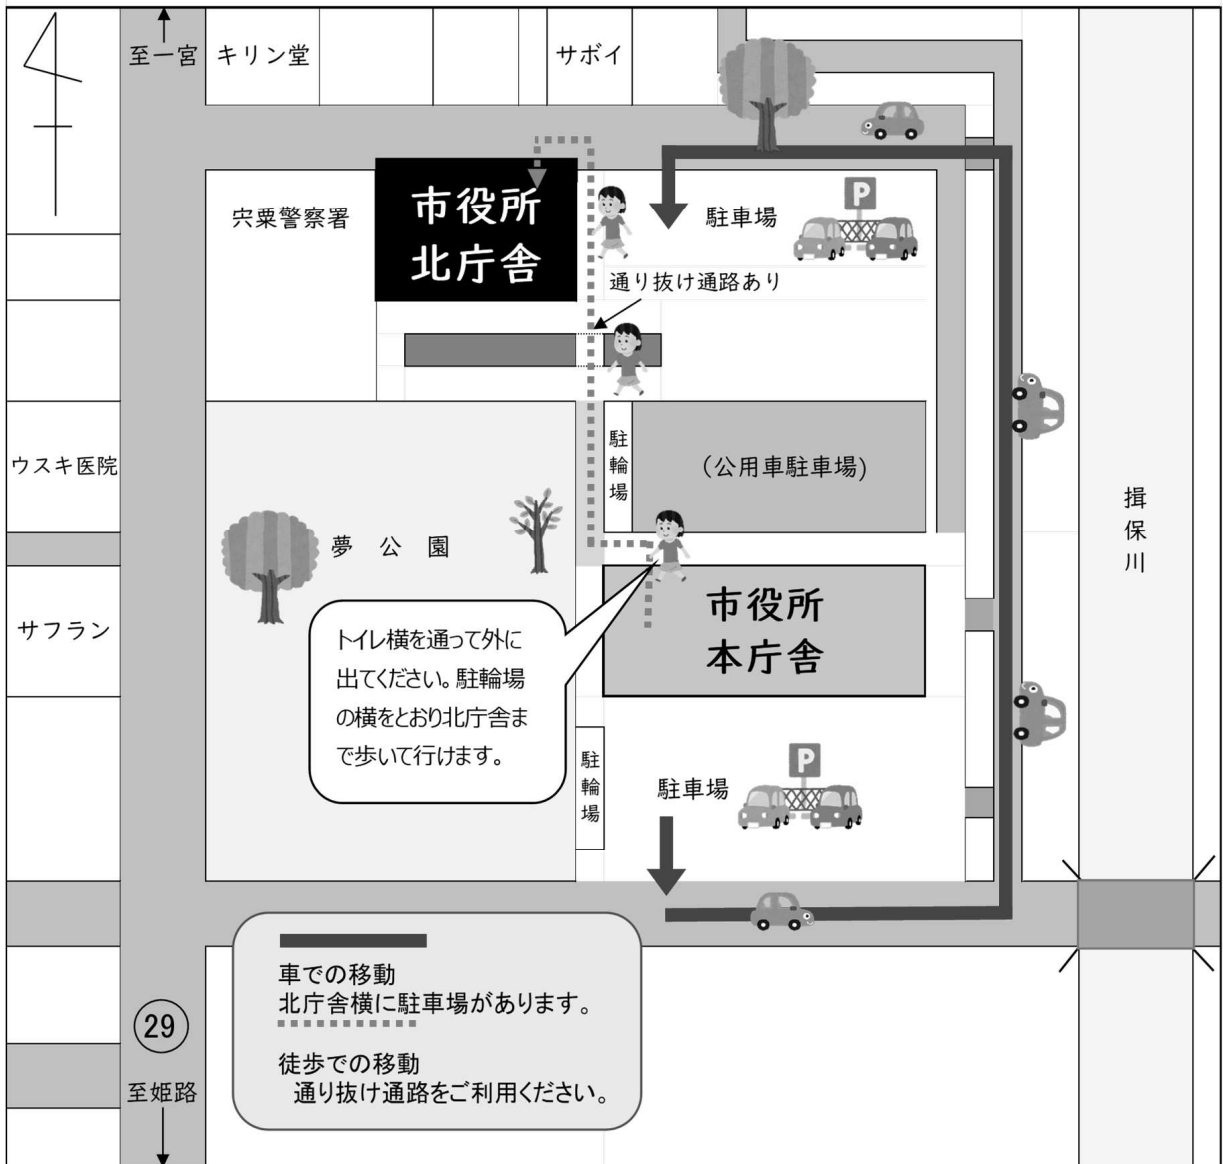 至一宮
キリン堂
サボイ
宍粟警察署
市役所
北庁舎
駐車場
P
通り抜け通路あり
ウスキ医院
駐輪場
(公用車駐車場)
揖保川
夢公園
サフラン
市役所
本庁舎
トイレ横を通って外に
出てください。駐輪場
の横をとおり北庁舎ま
で歩いて行けます。
駐輪場
駐車場
P
車での移動
北庁舎横に駐車場があります。
徒歩での移動
通り抜け通路をご利用ください。
29
至姫路